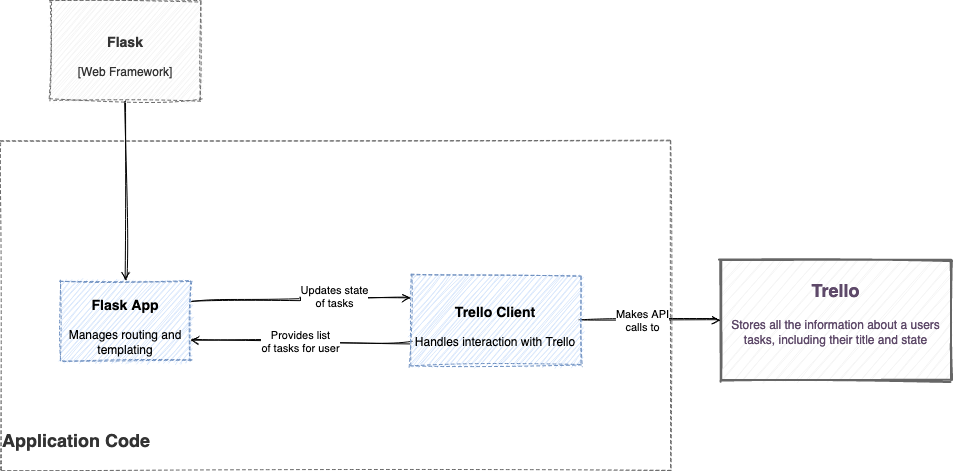 Flask
[Web Framework]
Flask App
Manages routing and
templating
Updates state
of tasks
Provides list
of tasks for user
Trello Client
Handles interaction with Trello
Makes API
calls to
Trello
Stores all the information about a users
tasks, including their title and state
Application Code